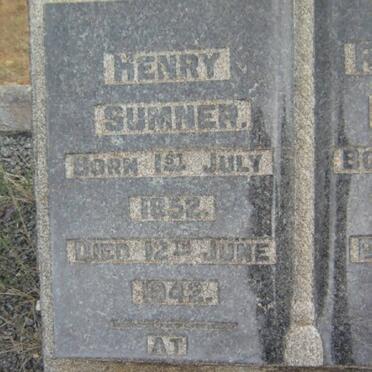 HENRY
SUMNER.
BORN 1ST JULY
1852.
DIED 12TH JUNE
1942.
AT